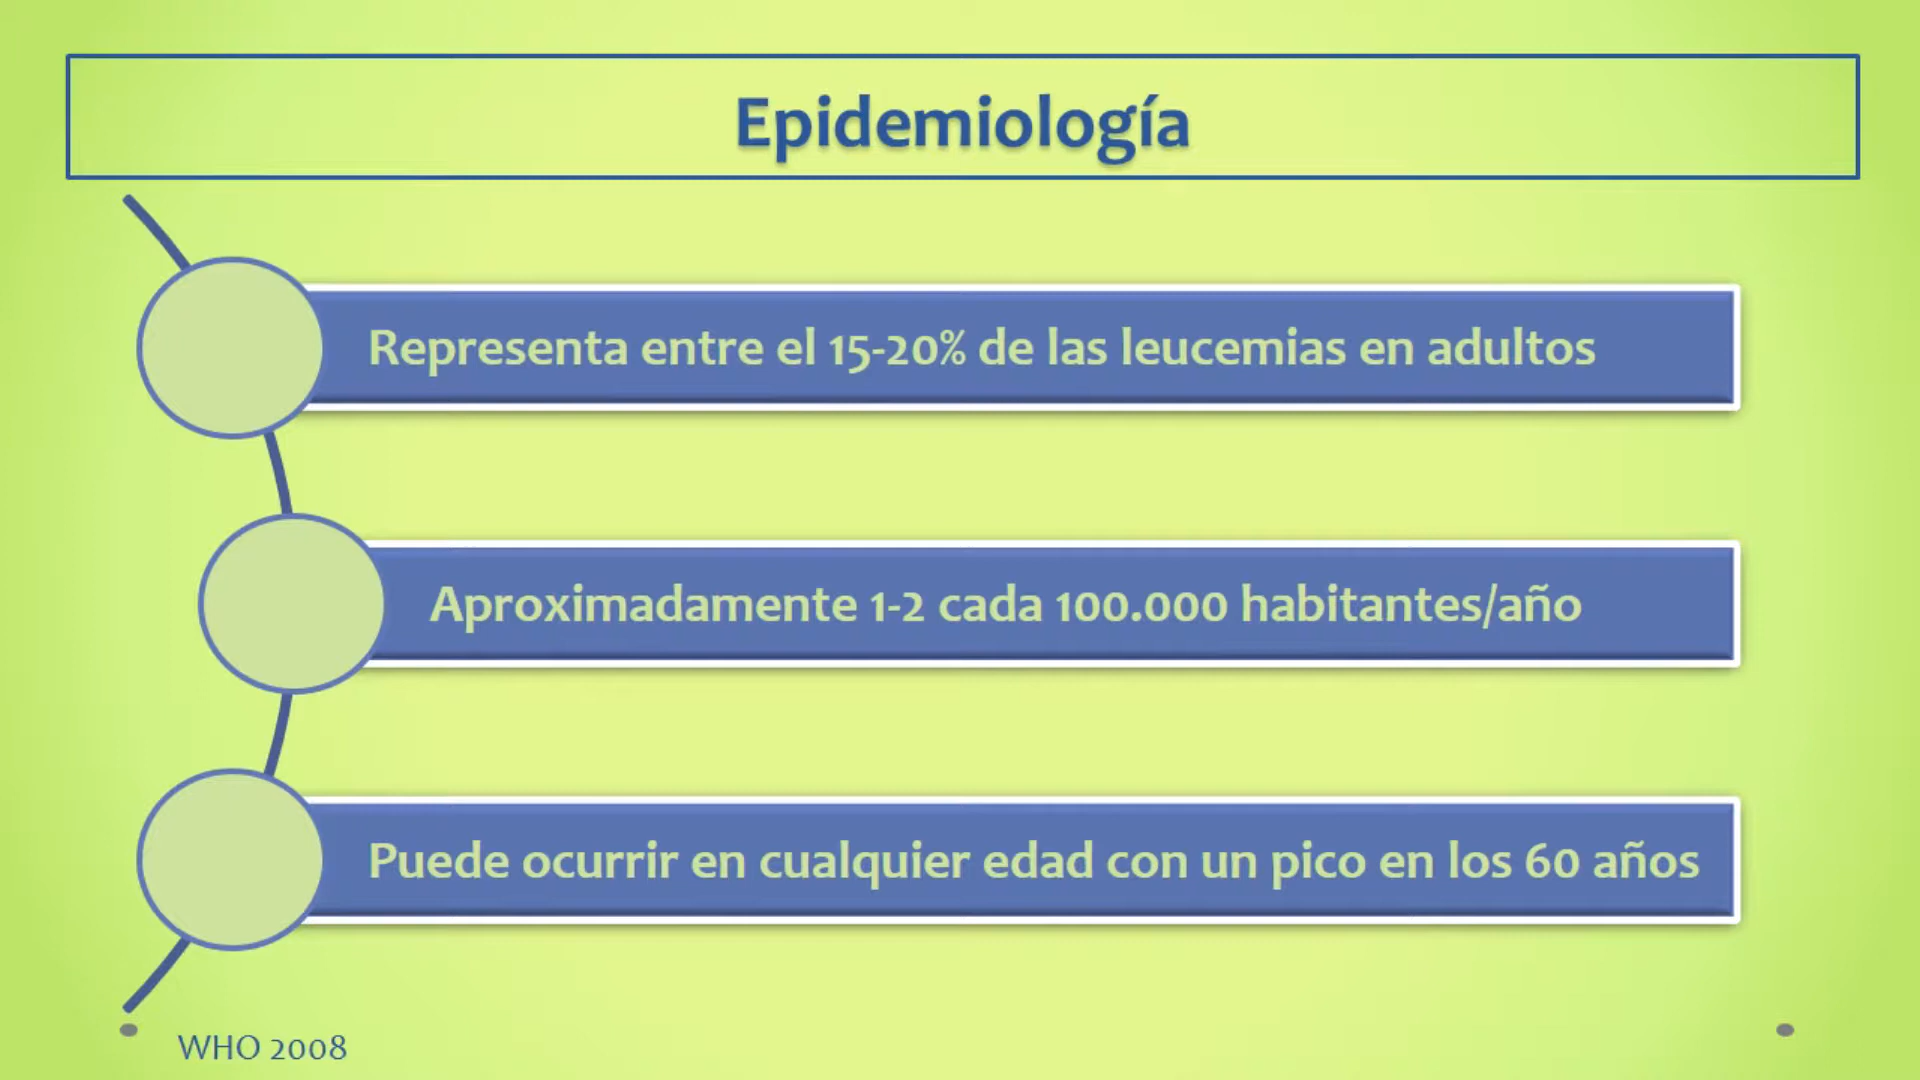 Epidemiología
Representa entre el 15-20% de las leucemias en adultos
Aproximadamente 1-2 cada 100.000 habitantes/año
Puede ocurrir en cualquier edad con un pico en los 60 años
WHO 2008